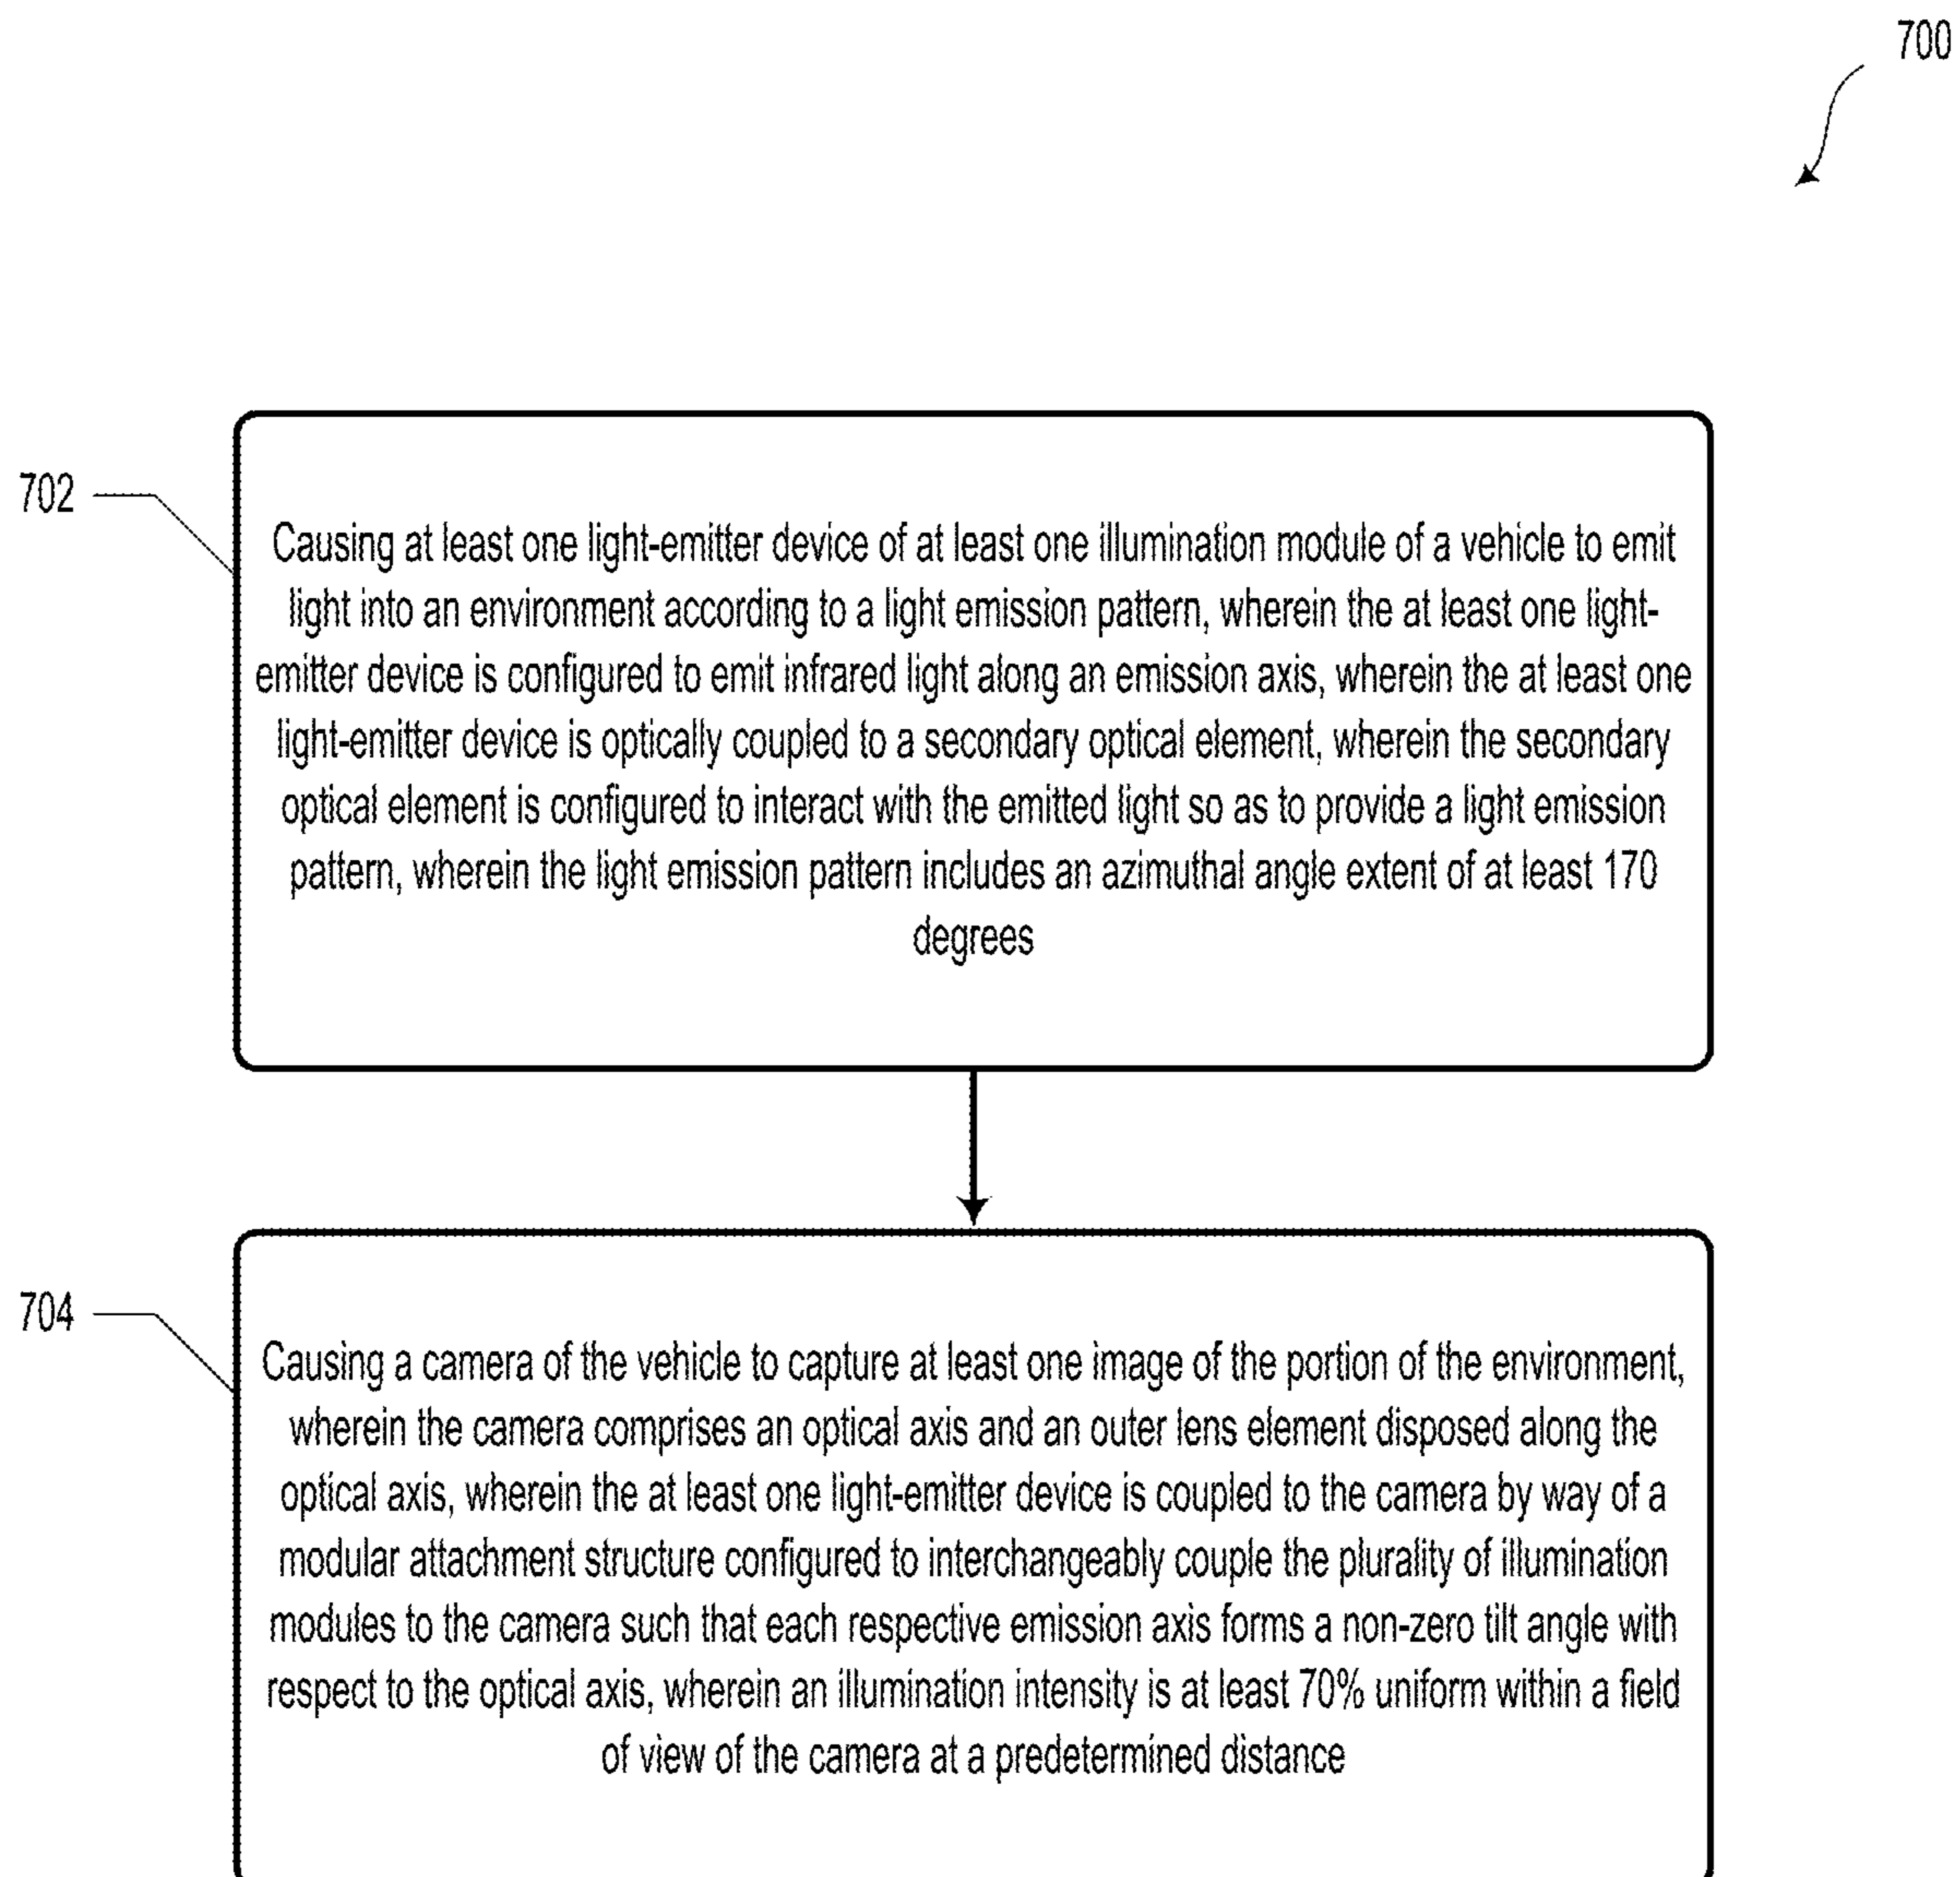 700
702
Causing at least one light-emitter device of at least one illumination module of a vehicle to emit
light into an environment according to a light emission pattern, wherein the at least one light-
emitter device is configured to emit infrared light along an emission axis, wherein the at least one
light-emitter device is optically coupled to a secondary optical element, wherein the secondary
optical element is configured to interact with the emitted light so as to provide a light emission
pattern, wherein the light emission pattern includes an azimuthal angle extent of at least 170
degrees
704
Causing a camera of the vehicle to capture at least one image of the portion of the environment,
wherein the camera comprises an optical axis and an outer lens element disposed along the
optical axis, wherein the at least one light-emitter device is coupled to the camera by way of a
modular attachment structure configured to interchangeably couple the plurality of illumination
modules to the camera such that each respective emission axis forms a non-zero tilt angle with
respect to the optical axis, wherein an illumination intensity is at least 70% uniform within a field
of view of the camera at a predetermined distance